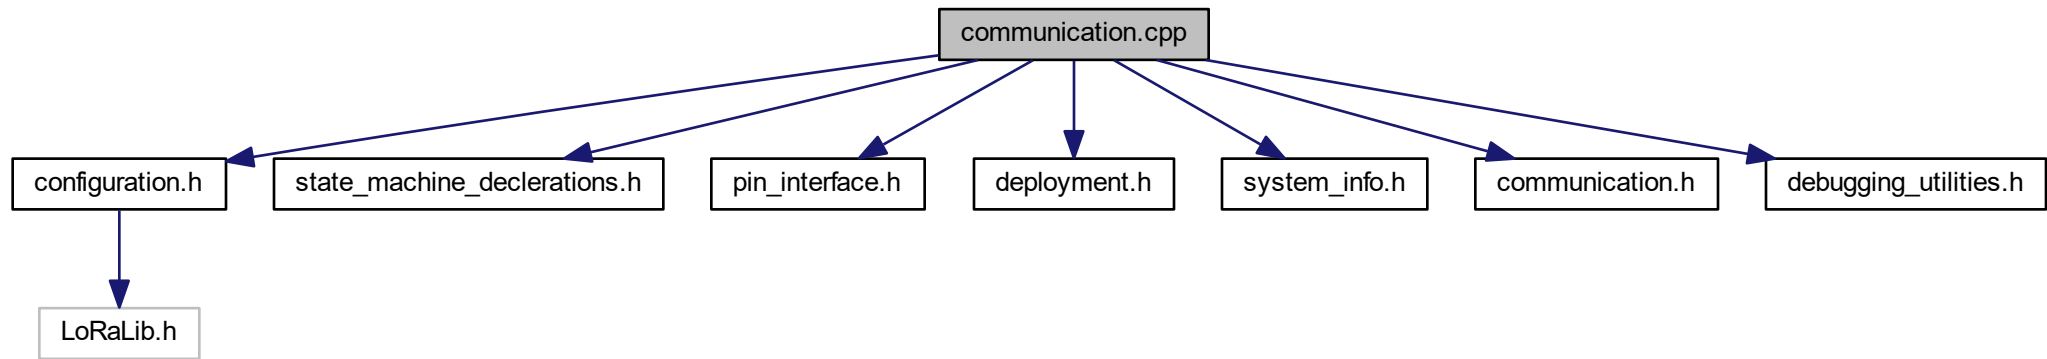 communication.cpp
configuration.h
state_machine_declerations.h
pin_interface.h
deployment.h
system_info.h
communication.h
debugging_utilities.h
LoRaLib.h